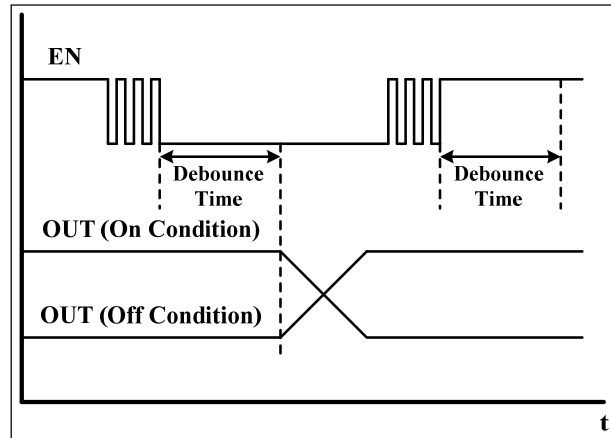 EN
Debounce
Time
Debounce
Time
OUT (On Condition)
OUT (Off Condition)
t